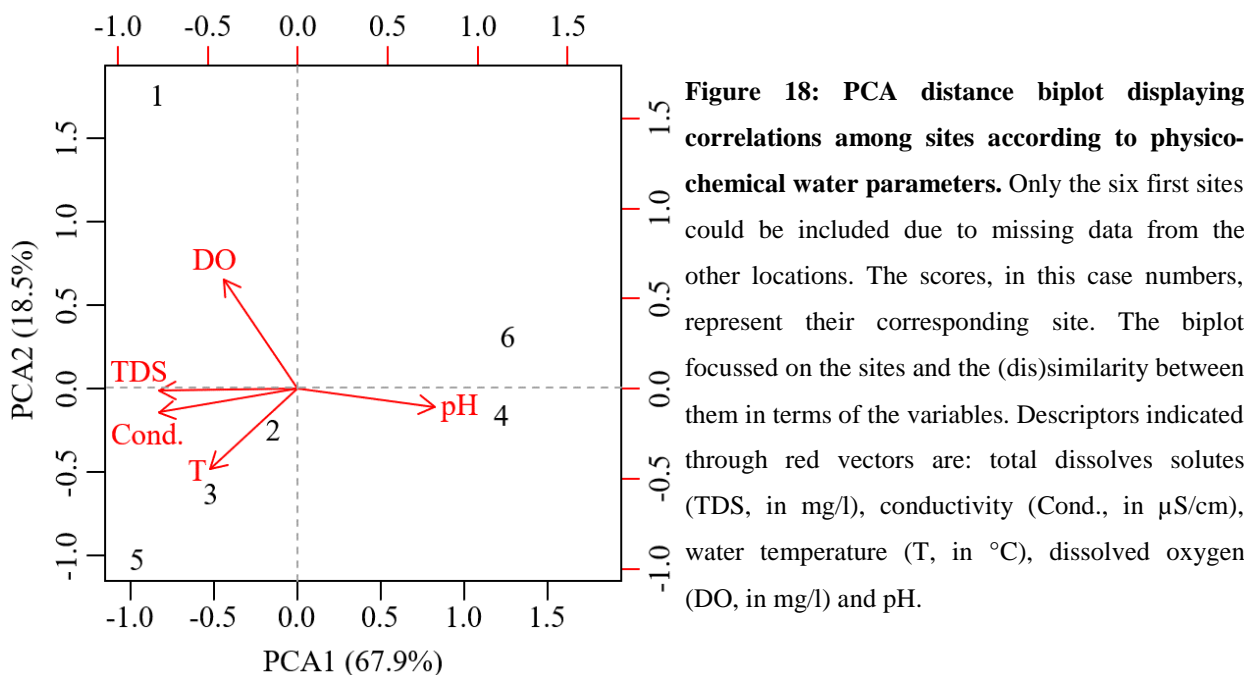 -1.0 -0.5 0.0 0.5 1.0 1.5
1
DO
TDS
6
pH
4
Cond.
2
T
3
5
1.5
1.0
0.5
0.0
-0.5
-1.0
PCA2 (18.5%)
1.5
1.0
0.5
0.0
-0.5
-1.0
-1.0 -0.5 0.0 0.5 1.0 1.5
PCA1 (67.9%)
Figure 18: PCA distance biplot displaying
correlations among sites according to physico-
chemical water parameters. Only the six first sites
could be included due to missing data from the
other locations. The scores, in this case numbers,
represent their corresponding site. The biplot
focussed on the sites and the (dis)similarity between
them in terms of the variables. Descriptors indicated
through red vectors are: total dissolves solutes
(TDS, in mg/l), conductivity (Cond., in µS/cm),
water temperature (T, in °C), dissolved oxygen
(DO, in mg/l) and pH.